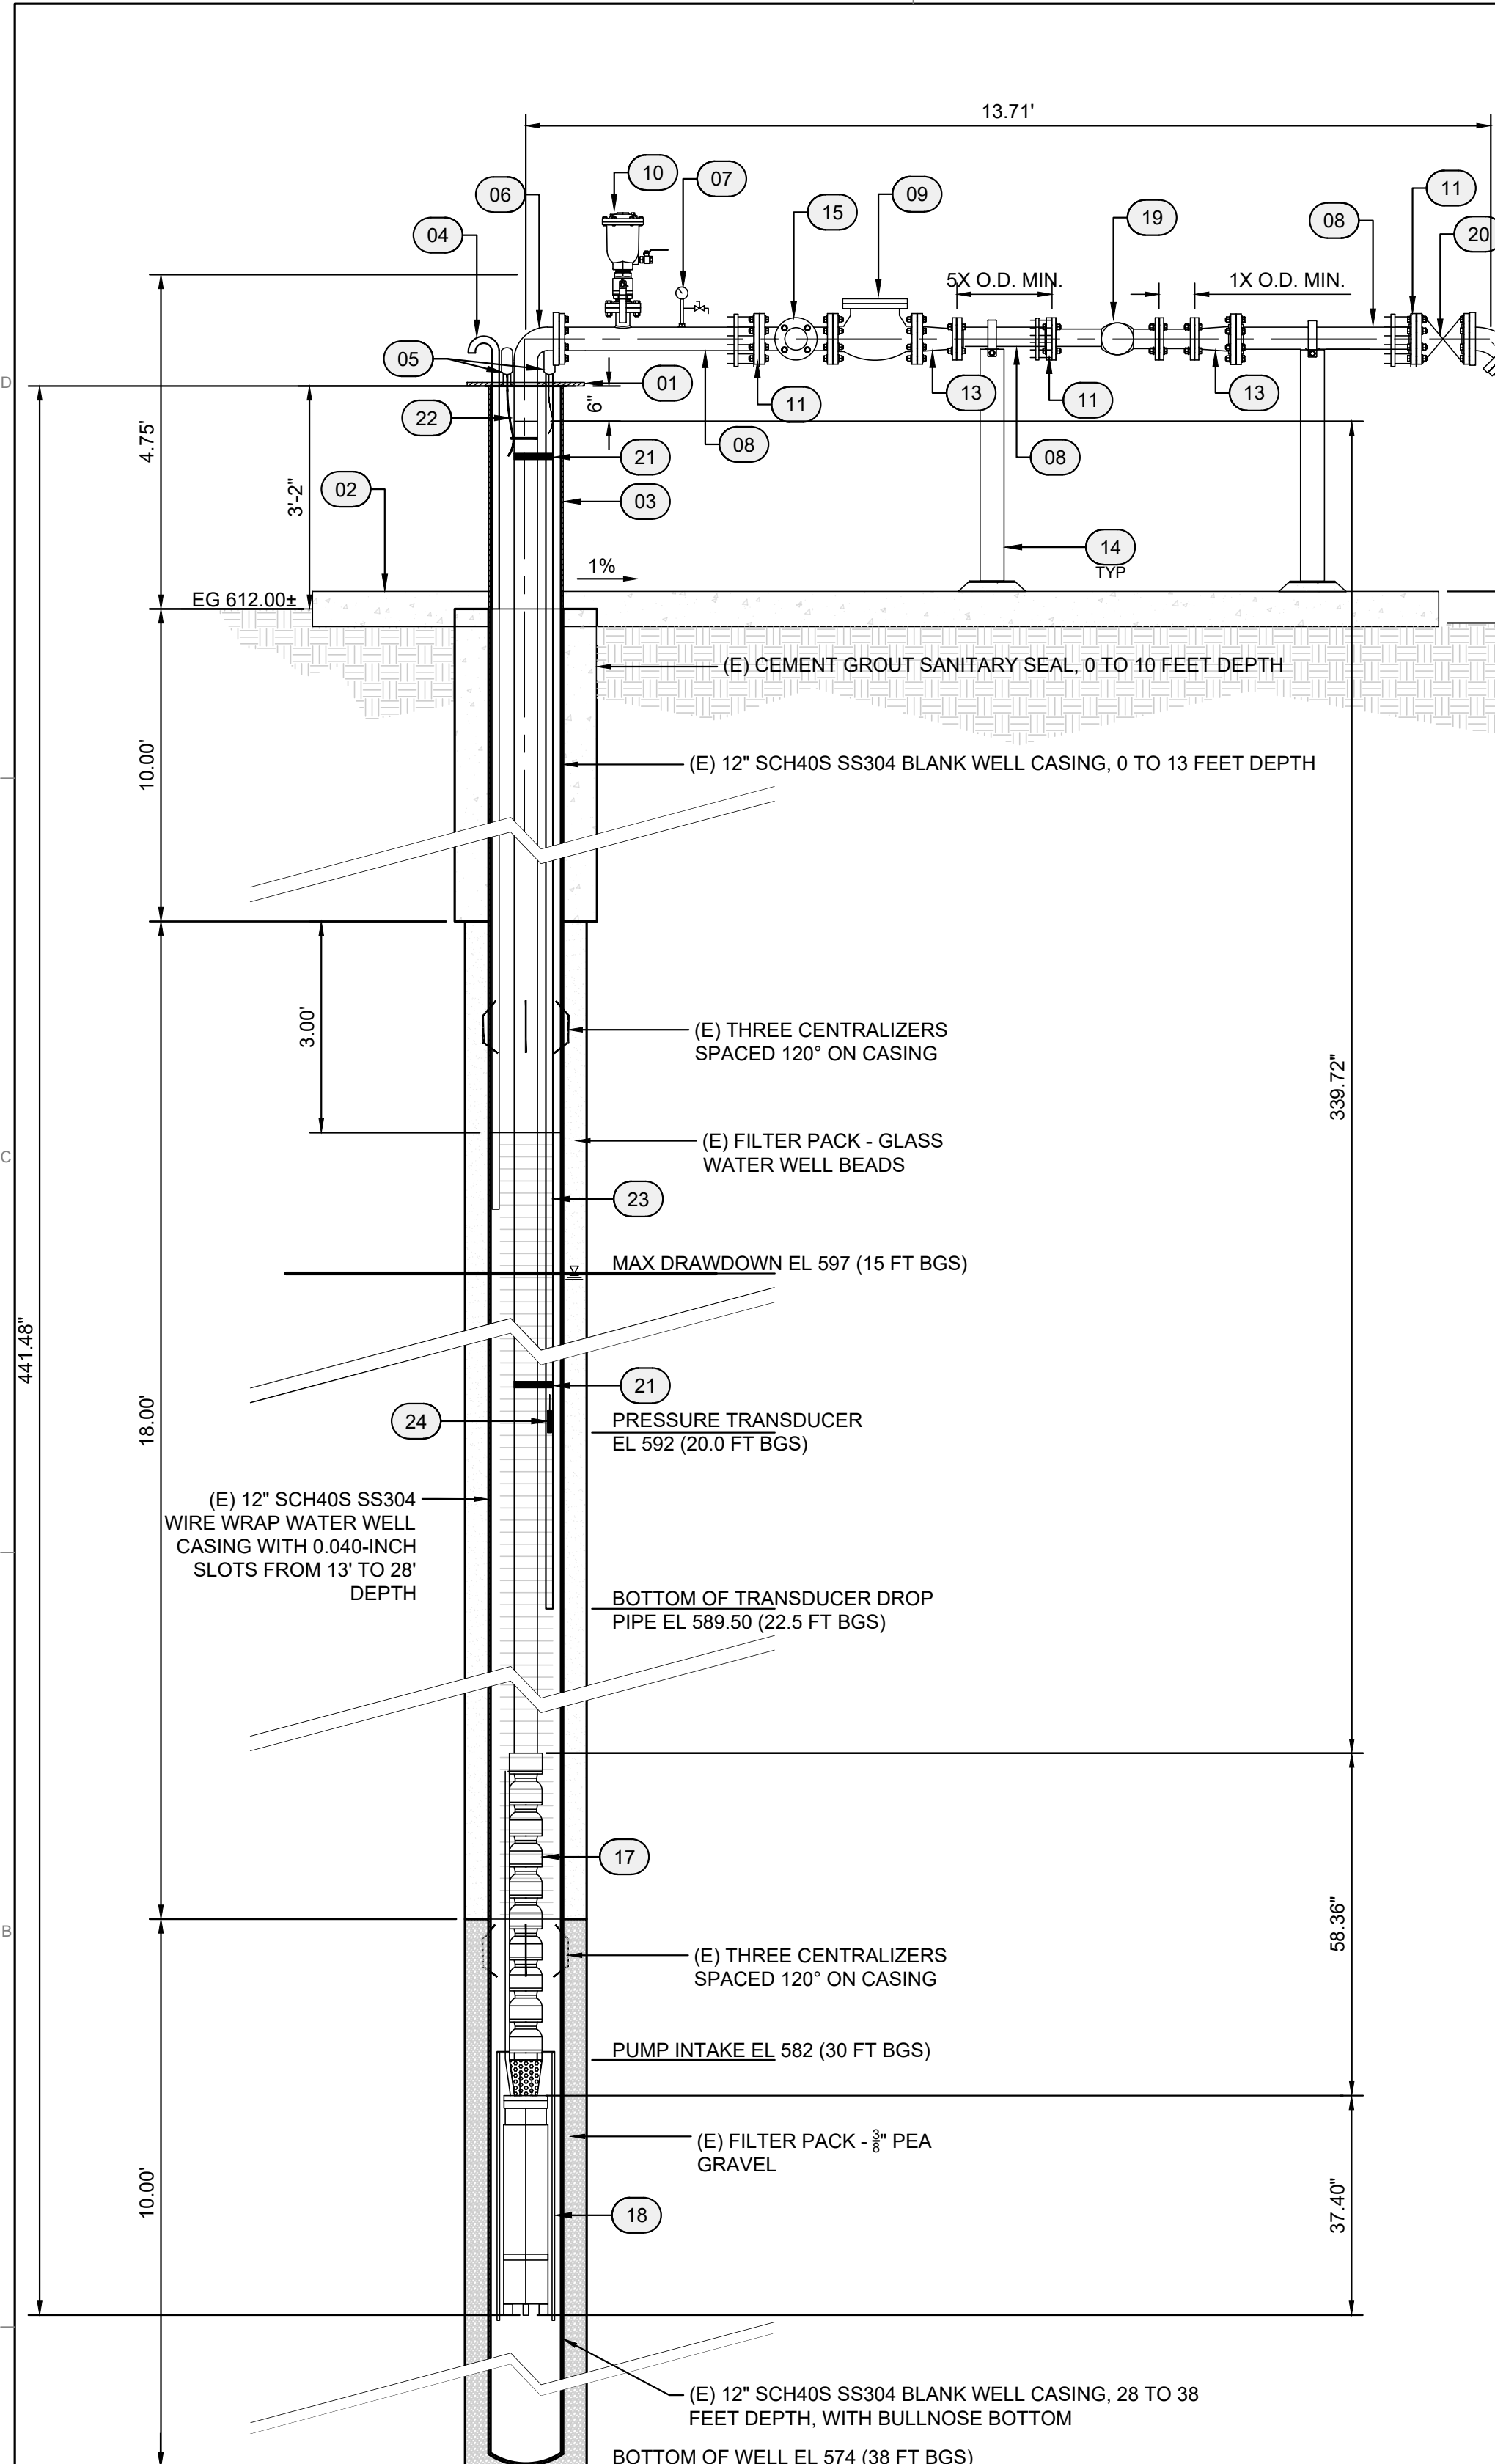 13.71'
10
07
06
11
15
09
19
08
04
20
5X O.D. MIN.
1X O.D. MIN.
05
01
D
13
11
13
6"
11
22
4.75'
08
21
08
02
3'-2"
03
14
TYP
1%
EG 612.00±
(E) CEMENT GROUT SANITARY SEAL, 0 TO 10 FEET DEPTH
(E) 12" SCH40S SS304 BLANK WELL CASING, 0 TO 13 FEET DEPTH
10.00'
3.00'
(E) THREE CENTRALIZERS
SPACED 120° ON CASING
339.72"
(E) FILTER PACK - GLASS
WATER WELL BEADS
C
23
MAX DRAWDOWN EL 597 (15 FT BGS)
441.48"
21
18.00'
24
PRESSURE TRANSDUCER
EL 592 (20.0 FT BGS)
(E) 12" SCH40S SS304
WIRE WRAP WATER WELL
CASING WITH 0.040-INCH
SLOTS FROM 13' TO 28'
DEPTH
BOTTOM OF TRANSDUCER DROP
PIPE EL 589.50 (22.5 FT BGS)
17
58.36"
B
(E) THREE CENTRALIZERS
SPACED 120° ON CASING
PUMP INTAKE EL 582 (30 FT BGS)
(E) FILTER PACK - 3/8" PEA
GRAVEL
10.00'
37.40"
18
(E) 12" SCH40S SS304 BLANK WELL CASING, 28 TO 38
FEET DEPTH, WITH BULLNOSE BOTTOM
BOTTOM OF WELL EL 574 (38 FT BGS)